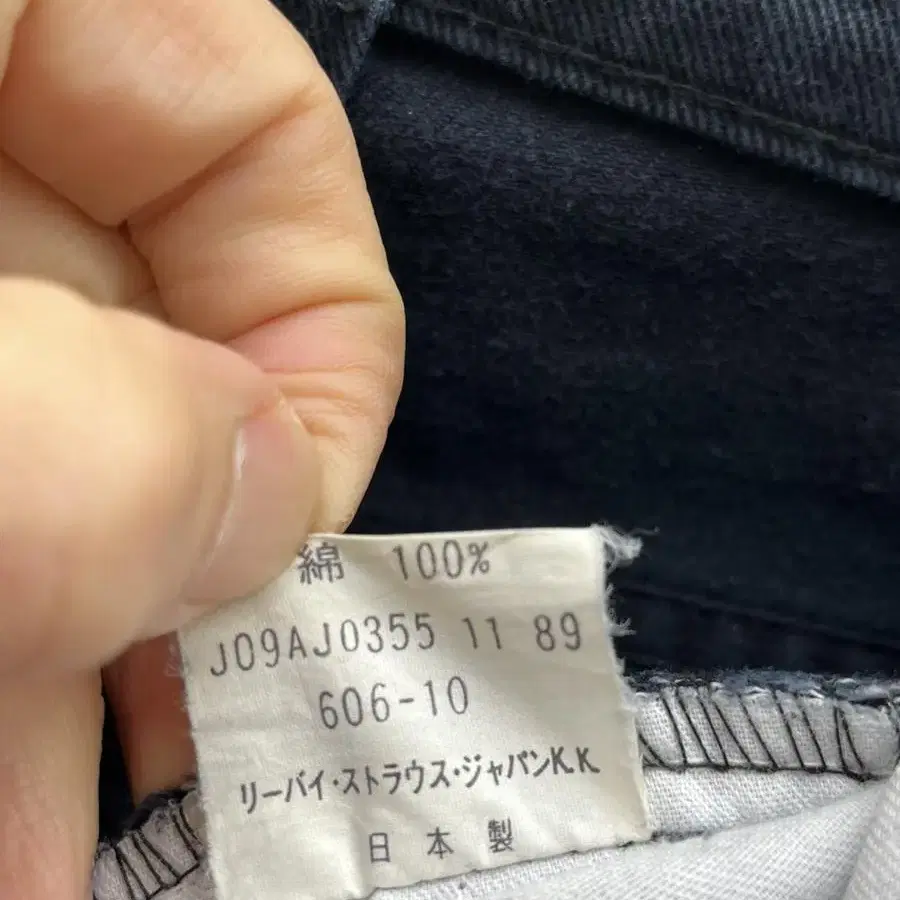 綿 100%
J09AJ0355 11 89
606-10
リーバイ・ストラウス・ジャパンK.K
日本製